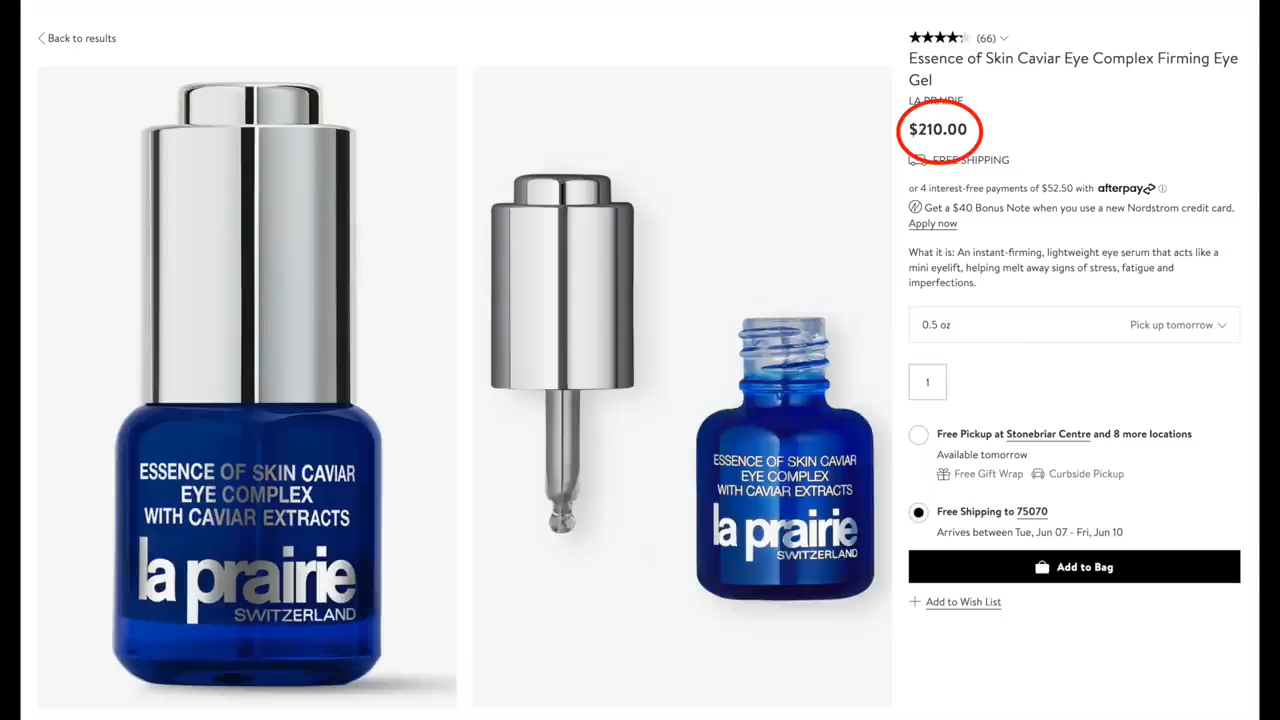 Back to results
(66)
Essence of Skin Caviar Eye Complex Firming Eye
Gel
LA PRAIRIE
$210.00
FREE SHIPPING
or 4 interest-free payments of $52.50 with afterpay
Get a $40 Bonus Note when you use a new Nordstrom credit card.
Apply now
What it is: An instant-firming, lightweight eye serum that acts like a
mini eyelift, helping melt away signs of stress, fatigue and
imperfections.
0.5 oz Pick up tomorrow
1
Free Pickup at Stonebriar Centre and 8 more locations
Available tomorrow
Free Gift Wrap Curbside Pickup
Free Shipping to 75070
Arrives between Tue, Jun 07 - Fri, Jun 10
Add to Bag
Add to Wish List
ESSENCE OF SKIN CAVIAR
EYE COMPLEX
WITH CAVIAR EXTRACTS
la prairie
SWITZERLAND
ESSENCE OF SKIN CAVIAR
EYE COMPLEX
WITH CAVIAR EXTRACTS
la prairie
SWITZERLAND